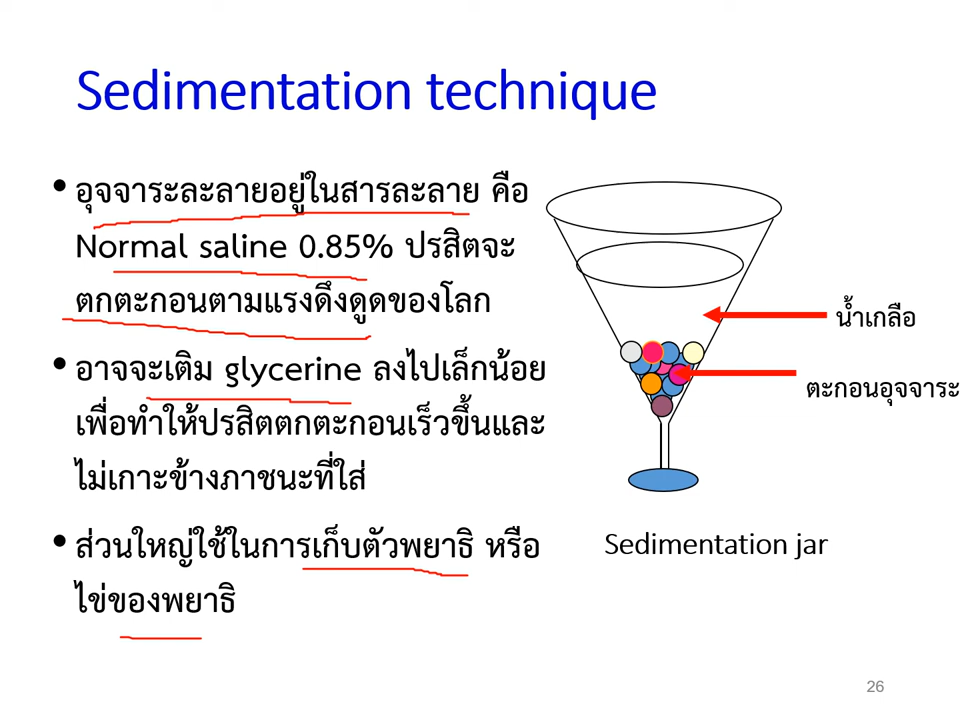 Sedimentation technique
• อุจจาระละลายอยู่ในสารละลาย คือ
Normal saline 0.85% ปรสิตจะ
ตกตะกอนตามแรงดึงดูดของโลก
• อาจจะเติม glycerine ลงไปเล็กน้อย
เพื่อทำให้ปรสิตตกตะกอนเร็วขึ้นและ
ไม่เกาะข้างภาชนะที่ใส่
• ส่วนใหญ่ใช้ในการเก็บตัวพยาธิ หรือ
ไข่ของพยาธิ
น้ำเกลือ
ตะกอนอุจจาระ
Sedimentation jar
26